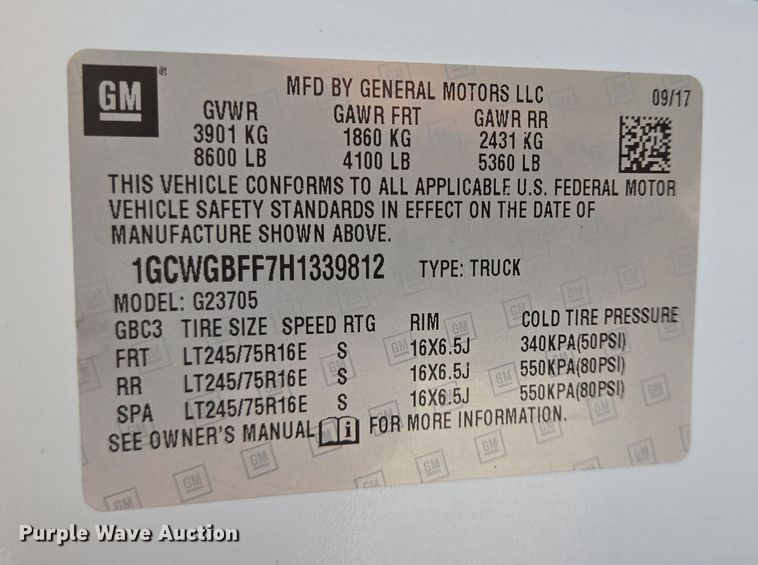 GM
MFD BY GENERAL MOTORS LLC
09/17
GVWR GAWR FRT GAWR RR
3901 KG 1860 KG 2431 KG
8600 LB 4100 LB 5360 LB
THIS VEHICLE CONFORMS TO ALL APPLICABLE U.S. FEDERAL MOTOR
VEHICLE SAFETY STANDARDS IN EFFECT ON THE DATE OF
MANUFACTURE SHOWN ABOVE.
1GCWGBFF7H1339812 TYPE: TRUCK
MODEL: G23705
GBC3 TIRE SIZE SPEED RTG RIM COLD TIRE PRESSURE
FRT LT245/75R16E S 16X6.5J 340KPA(50PSI)
RR LT245/75R16E S 16X6.5J 550KPA(80PSI)
SPA LT245/75R16E S 16X6.5J 550KPA(80PSI)
SEE OWNER'S MANUAL i FOR MORE INFORMATION.
Purple Wave Auction